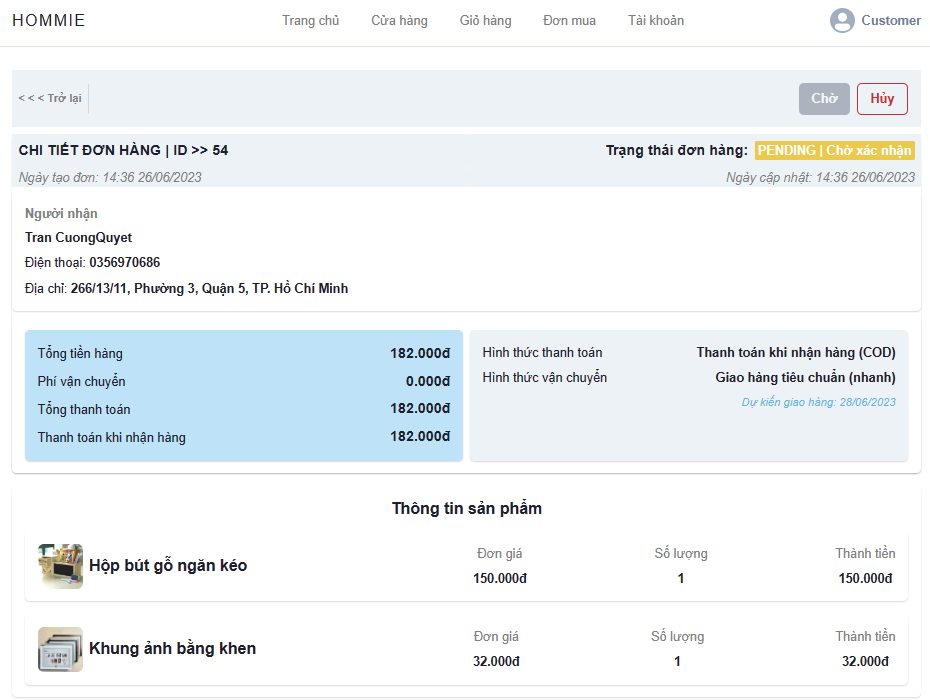 HOMMIE Trang chủ Cửa hàng Giỏ hàng Đơn mua Tài khoản Customer
< < < Trở lại Chờ Hủy
CHI TIẾT ĐƠN HÀNG | ID >> 54 Trạng thái đơn hàng: PENDING | Chờ xác nhận
Ngày tạo đơn: 14:36 26/06/2023 Ngày cập nhật: 14:36 26/06/2023
Người nhận
Tran CuongQuyet
Điện thoại: 0356970686
Địa chỉ: 266/13/11, Phường 3, Quận 5, TP. Hồ Chí Minh
Tổng tiền hàng 182.000đ
Phí vận chuyển 0.000đ
Tổng thanh toán 182.000đ
Thanh toán khi nhận hàng 182.000đ
Hình thức thanh toán Thanh toán khi nhận hàng (COD)
Hình thức vận chuyển Giao hàng tiêu chuẩn (nhanh)
Dự kiến giao hàng: 28/06/2023
Thông tin sản phẩm
Đơn giá Số lượng Thành tiền
Hộp bút gỗ ngăn kéo
150.000đ 1 150.000đ
Đơn giá Số lượng Thành tiền
Khung ảnh bằng khen
32.000đ 1 32.000đ